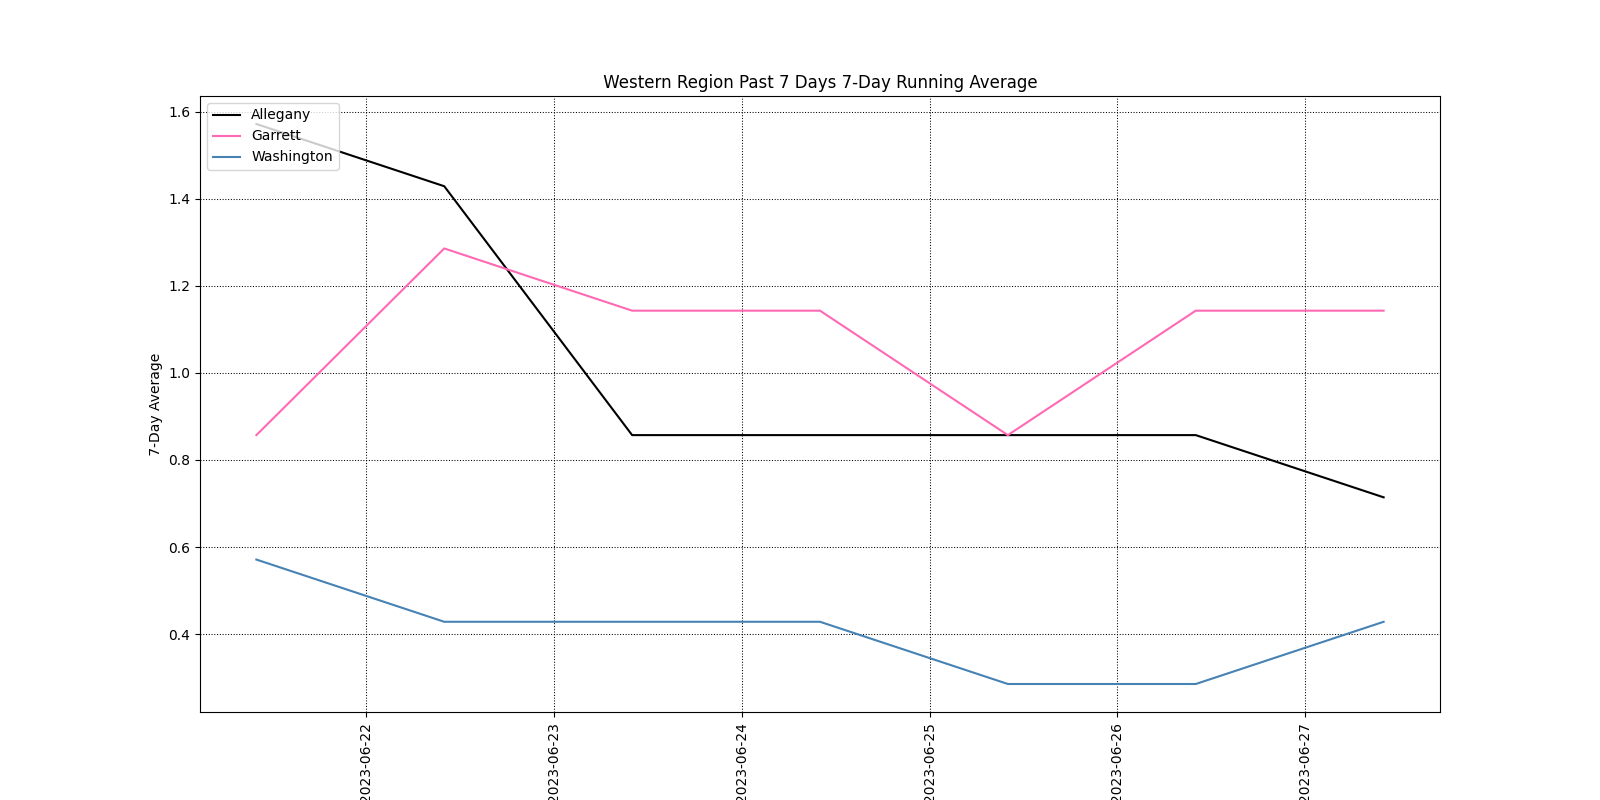 Western Region Past 7 Days 7-Day Running Average
Allegany
Garrett
Washington
7-Day Average
1.6
1.4
1.2
1.0
0.8
0.6
0.4
2023-06-22
2023-06-23
2023-06-24
2023-06-25
2023-06-26
2023-06-27